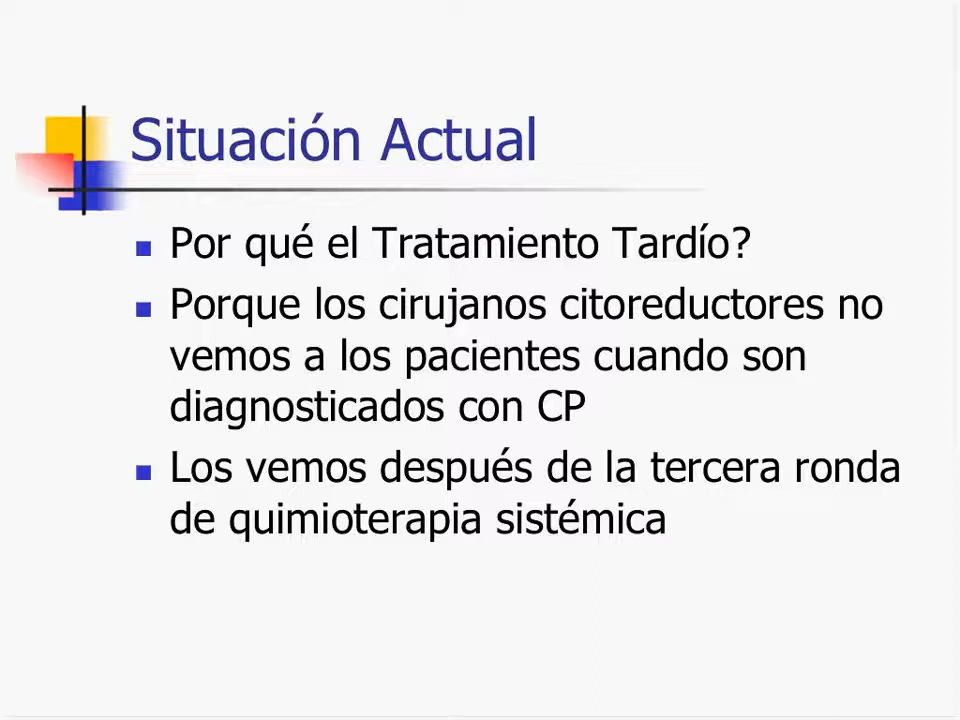 Situación Actual
Por qué el Tratamiento Tardío?
Porque los cirujanos citoreductores no
vemos a los pacientes cuando son
diagnosticados con CP
Los vemos después de la tercera ronda
de quimioterapia sistémica